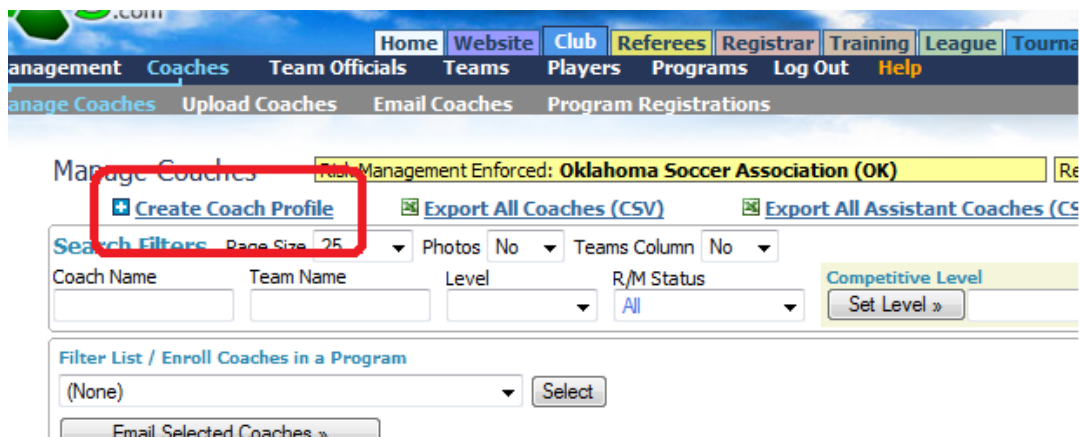 .com
Home Website Club Referees Registrar Training League Tourna
anagement Coaches Team Officials Teams Players Programs Log Out Help
anage Coaches Upload Coaches Email Coaches Program Registrations
Manage Coaches Risk Management Enforced: Oklahoma Soccer Association (OK) Re
Create Coach Profile Export All Coaches (CSV) Export All Assistant Coaches (CS
Search Filters Page Size 25 Photos No Teams Column No
Coach Name Team Name Level R/M Status Competitive Level
All Set Level »
Filter List / Enroll Coaches in a Program
(None) Select
Email Selected Coaches »